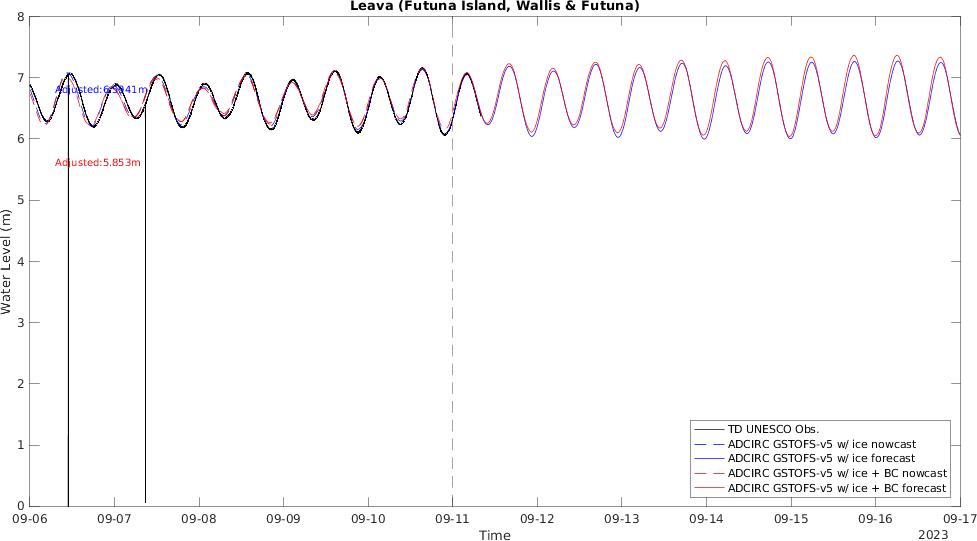 Leava (Futuna Island, Wallis & Futuna)
8
7
6
5
4
3
2
1
0
Water Level (m)
Adjusted:5.853m
TD UNESCO Obs.
ADCIRC GSTOFS-v5 w/ ice nowcast
ADCIRC GSTOFS-v5 w/ ice forecast
ADCIRC GSTOFS-v5 w/ ice + BC nowcast
ADCIRC GSTOFS-v5 w/ ice + BC forecast
09-06 09-07 09-08 09-09 09-10 09-11 09-12 09-13 09-14 09-15 09-16 09-17
Time
2023